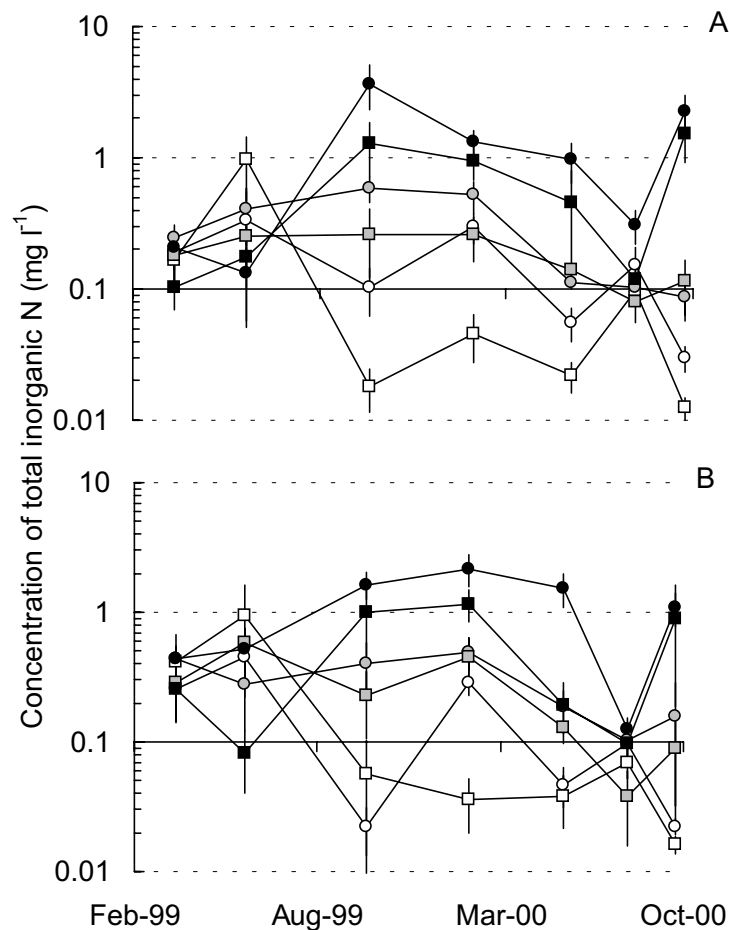 A
10
1
0.1
0.01
Concentration of total inorganic N (mg l⁻¹)
B
10
1
0.1
0.01
Feb-99 Aug-99 Mar-00 Oct-00